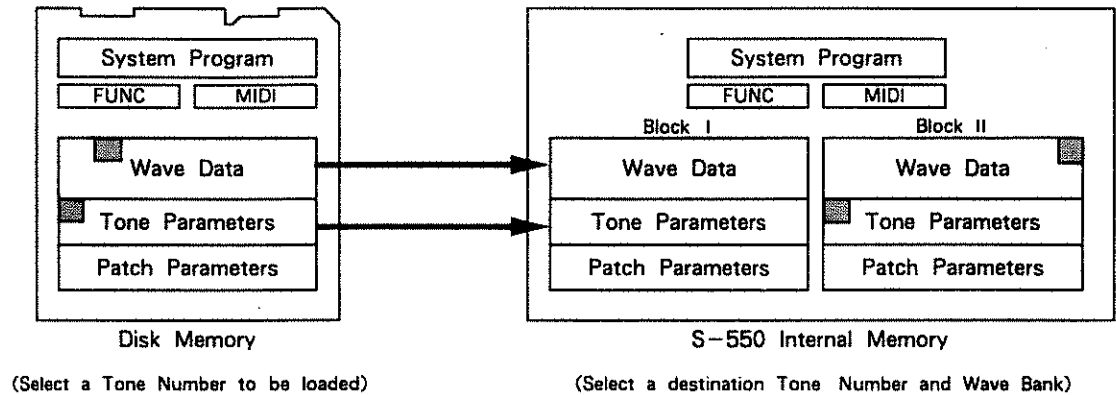 System Program
FUNC MIDI
Wave Data
Tone Parameters
Patch Parameters
Disk Memory
(Select a Tone Number to be loaded)
System Program
FUNC MIDI
Block I Block II
Wave Data Wave Data
Tone Parameters Tone Parameters
Patch Parameters Patch Parameters
S-550 Internal Memory
(Select a destination Tone Number and Wave Bank)